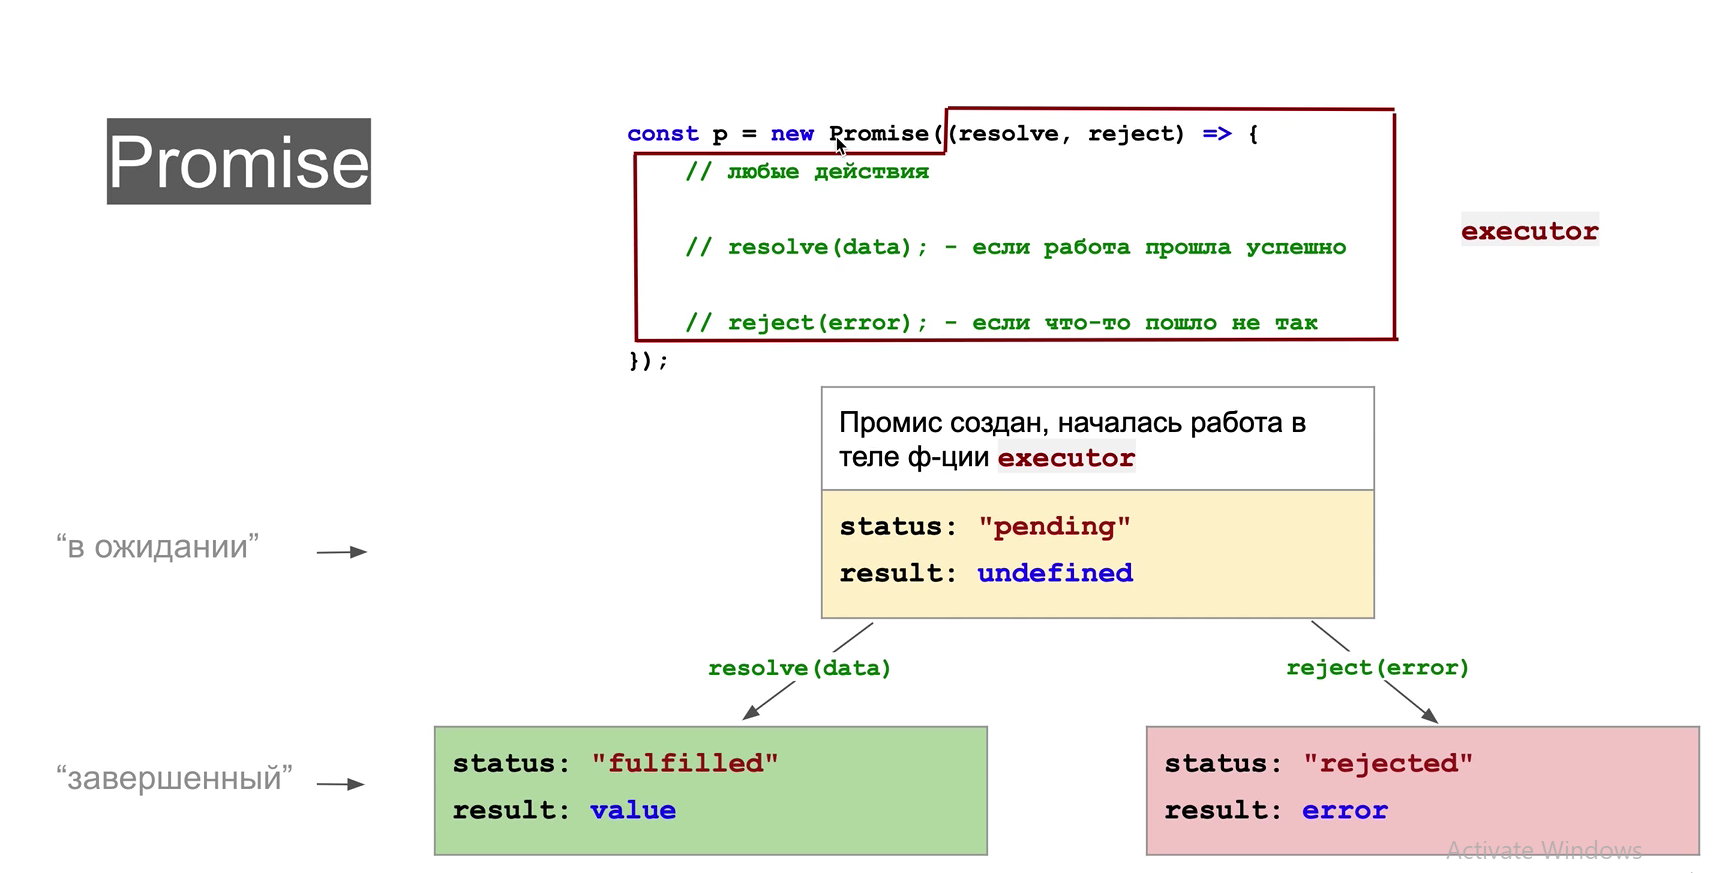 Promise
const p = new Promise((resolve, reject) => {
// любые действия
// resolve(data); - если работа прошла успешно
// reject(error); - если что-то пошло не так
});
executor
Промис создан, началась работа в
теле ф-ции executor
status: "pending"
result: undefined
“в ожидании”
resolve(data)
reject(error)
“завершенный”
status: "fulfilled"
result: value
status: "rejected"
result: error
Activate Windows